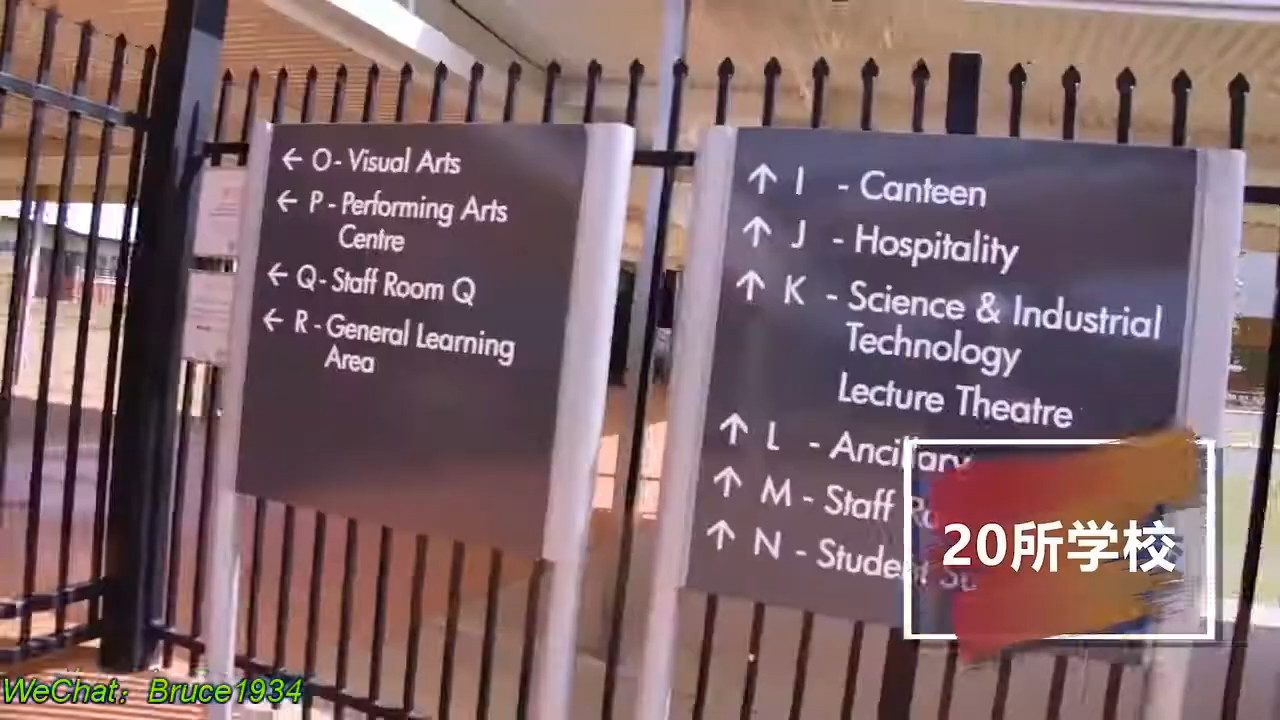 ← O- Visual Arts
← P - Performing Arts
Centre
← Q- Staff Room Q
← R - General Learning
Area
↑ I - Canteen
↑ J - Hospitality
↑ K - Science & Industrial
Technology
Lecture Theatre
↑ L - Ancillary
↑ M - Staff
↑ N - Student
20所学校
WeChat：Bruce1934